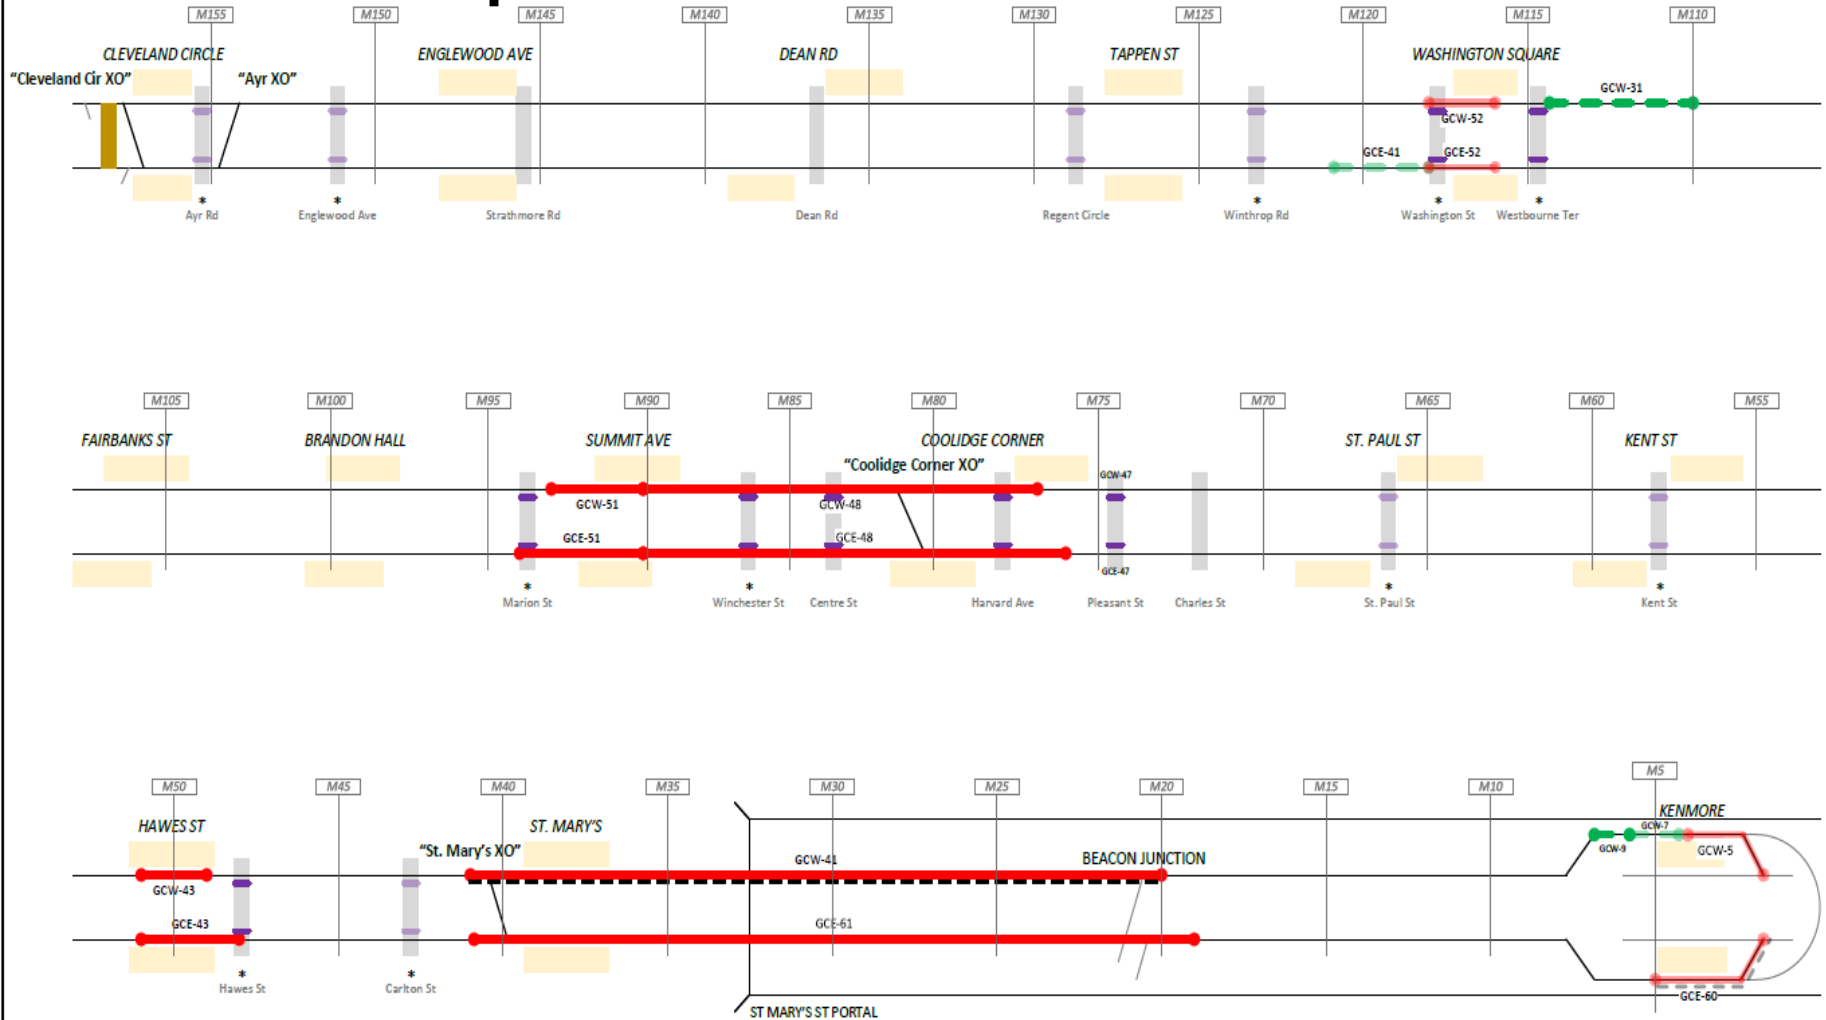 M155 M150 M145 M140 M135 M130 M125 M120 M115 M110
CLEVELAND CIRCLE ENGLEWOOD AVE DEAN RD TAPPEN ST WASHINGTON SQUARE
“Cleveland Cir XO” “Ayr XO”
GCW-31
GCW-52
GCE-41 GCE-52
* * * * *
Ayr Rd Englewood Ave Strathmore Rd Dean Rd Regent Circle Winthrop Rd Washington St Westbourne Ter
M105 M100 M95 M90 M85 M80 M75 M70 M65 M60 M55
FAIRBANKS ST BRANDON HALL SUMMIT AVE COOLIDGE CORNER ST. PAUL ST KENT ST
“Coolidge Corner XO”
GCW-47
GCW-51 GCW-48
GCE-51 GCE-48
GCE-47
* * * *
Marion St Winchester St Centre St Harvard Ave Pleasant St Charles St St. Paul St Kent St
M50 M45 M40 M35 M30 M25 M20 M15 M10 M5
HAWES ST ST. MARY'S KENMORE
“St. Mary's XO”
GCW-41 BEACON JUNCTION GCW-9 GCW-7 GCW-5
GCW-43
GCE-43 GCE-61
* *
Hawes St Carlton St
GCE-60
ST MARY'S ST PORTAL